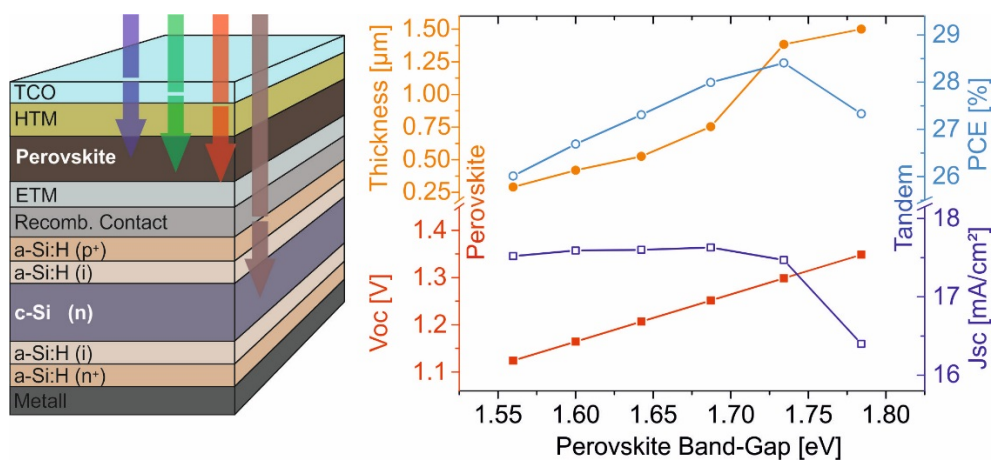 TCO
HTM
Perovskite
ETM
Recomb. Contact
a-Si:H (p⁺)
a-Si:H (i)
c-Si (n)
a-Si:H (i)
a-Si:H (n⁺)
Metall
Thickness [µm]
1.50
1.25
1.00
0.75
0.50
0.25
Voc [V]
1.4
1.3
1.2
1.1
Perovskite
Tandem
29
28
27
26
PCE [%]
18
17
16
Jsc [mA/cm²]
1.55 1.60 1.65 1.70 1.75 1.80
Perovskite Band-Gap [eV]